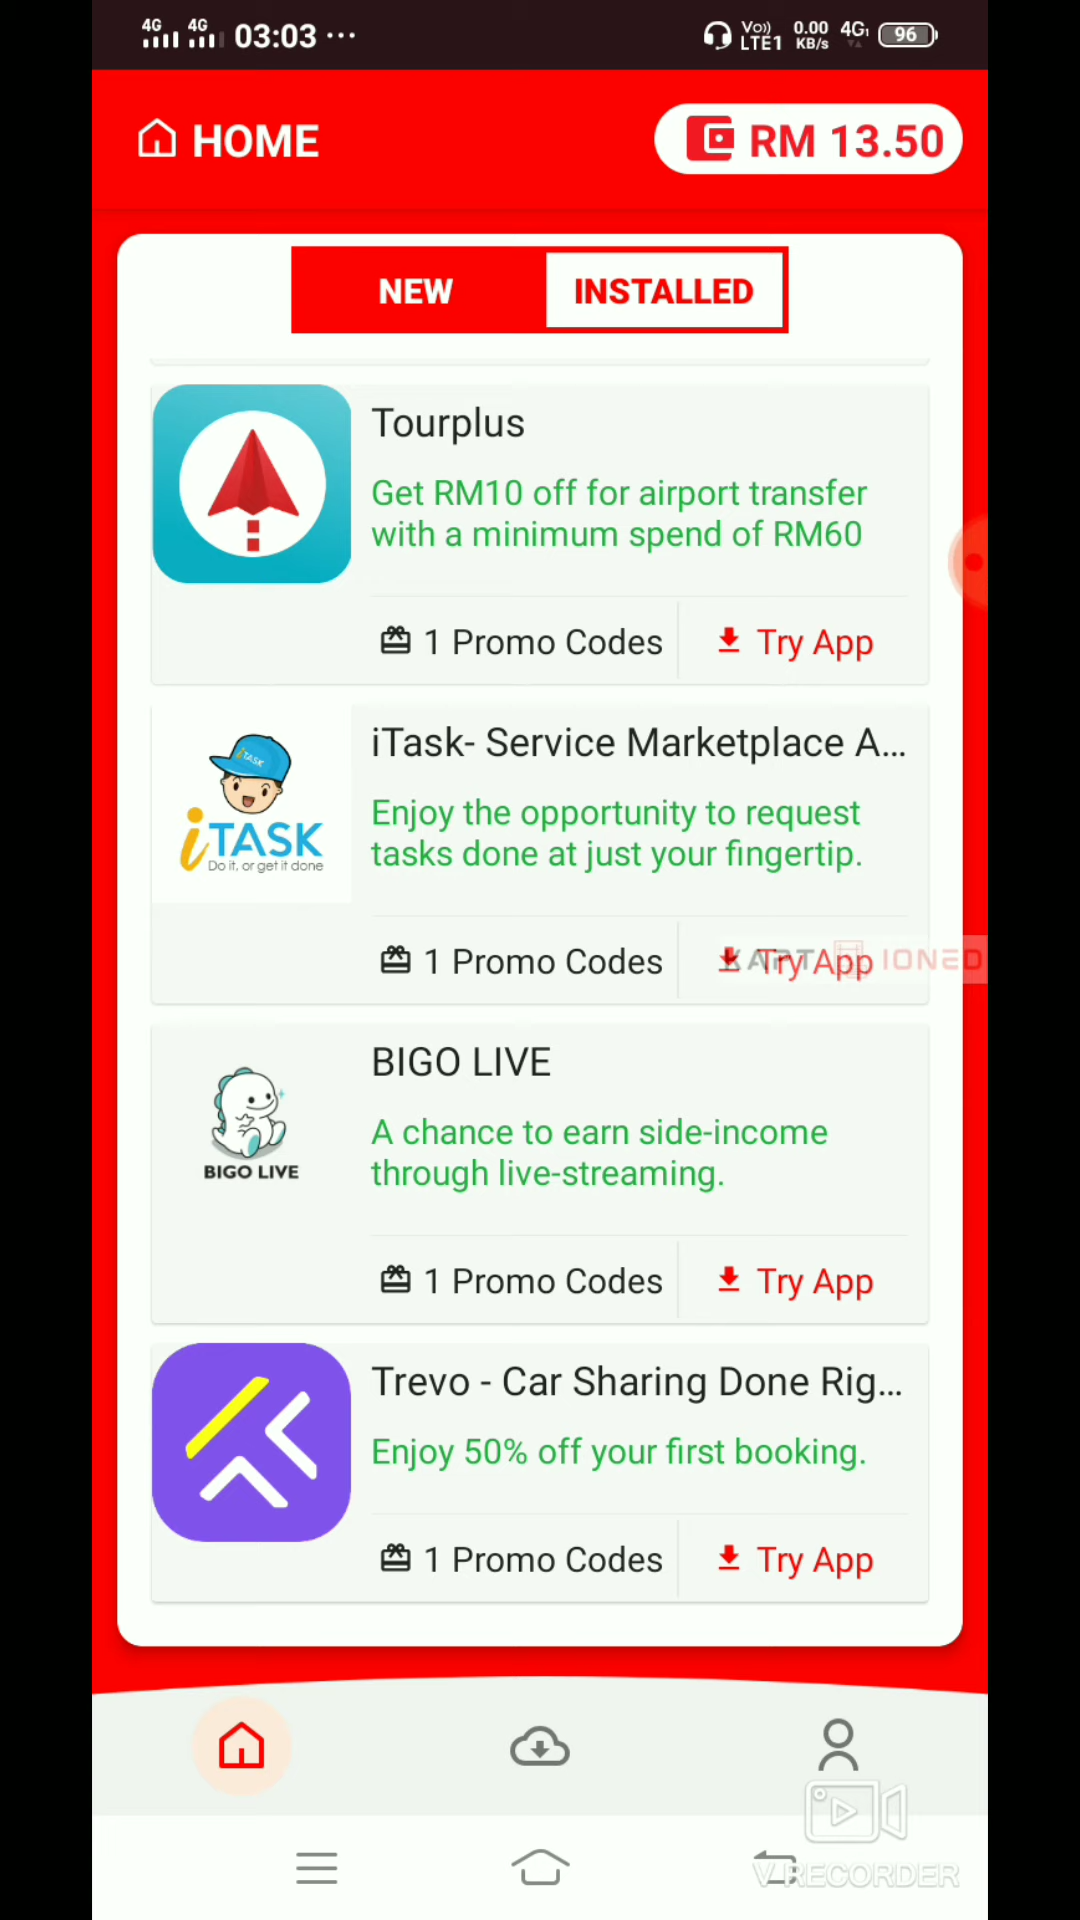 4G 4G 03:03 ... Vo)) LTE1 0.00 KB/s 4G1 96
HOME RM 13.50
NEW INSTALLED
Tourplus
Get RM10 off for airport transfer
with a minimum spend of RM60
1 Promo Codes Try App
iTask- Service Marketplace A...
iTASK
iTASK
Do it, or get it done
Enjoy the opportunity to request
tasks done at just your fingertip.
1 Promo Codes Try App
BIGO LIVE
BIGO LIVE
A chance to earn side-income
through live-streaming.
1 Promo Codes Try App
Trevo - Car Sharing Done Rig...
Enjoy 50% off your first booking.
1 Promo Codes Try App
V RECORDER